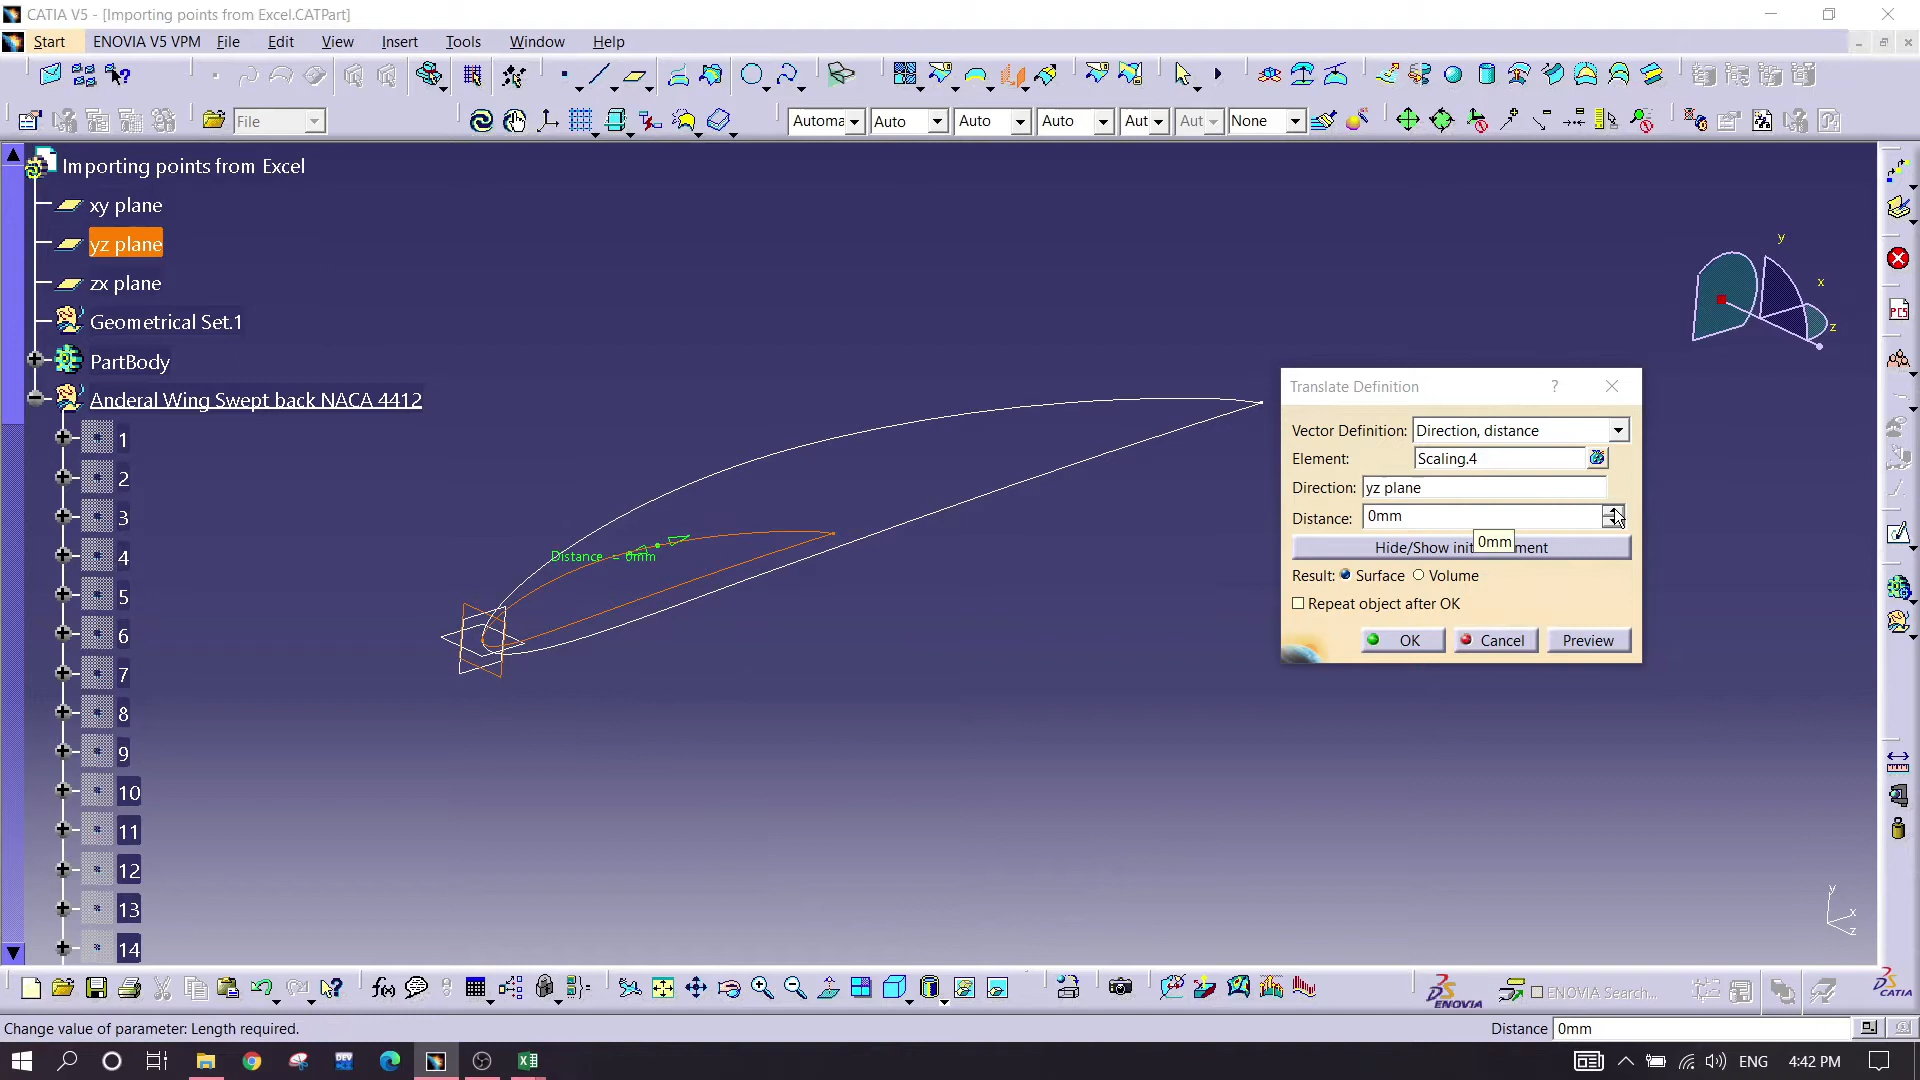 CATIA V5 - [Importing points from Excel.CATPart]
Start ENOVIA V5 VPM File Edit View Insert Tools Window Help
File Automa Auto Auto Auto Aut Aut None
Importing points from Excel
xy plane
yz plane
zx plane
Geometrical Set.1
PartBody
Anderal Wing Swept back NACA 4412
1
2
3
4
5
6
7
8
9
10
11
12
13
14
Distance = 0mm
y
x
z
Translate Definition ?
Vector Definition: Direction, distance
Element: Scaling.4
Direction: yz plane
Distance: 0mm
0mm
Hide/Show init ment
Result: Surface Volume
Repeat object after OK
OK Cancel Preview
PCS
y
x
z
f(x)
ENOVIA ENOVIA Search... CATIA
Change value of parameter: Length required. Distance 0mm
DEV ENG 4:42 PM